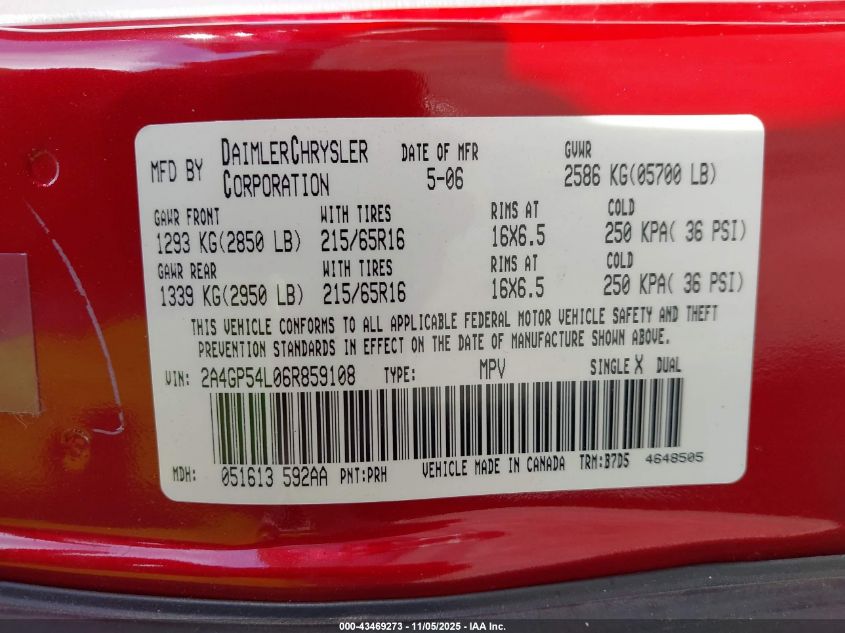 MFD BY DAIMLERCHRYSLER CORPORATION DATE OF MFR 5-06 GVWR 2586 KG(05700 LB)
GAWR FRONT WITH TIRES RIMS AT COLD
1293 KG(2850 LB) 215/65R16 16X6.5 250 KPA( 36 PSI)
GAWR REAR WITH TIRES RIMS AT COLD
1339 KG(2950 LB) 215/65R16 16X6.5 250 KPA( 36 PSI)
THIS VEHICLE CONFORMS TO ALL APPLICABLE FEDERAL MOTOR VEHICLE SAFETY AND THEFT
PREVENTION STANDARDS IN EFFECT ON THE DATE OF MANUFACTURE SHOWN ABOVE.
VIN: 2A4GP54L06R859108 TYPE: MPV SINGLE X DUAL
MDH: 051613 592AA PNT:PRH VEHICLE MADE IN CANADA TRM:B7D5 4648505
000-43469273 - 11/05/2025 - IAA Inc.